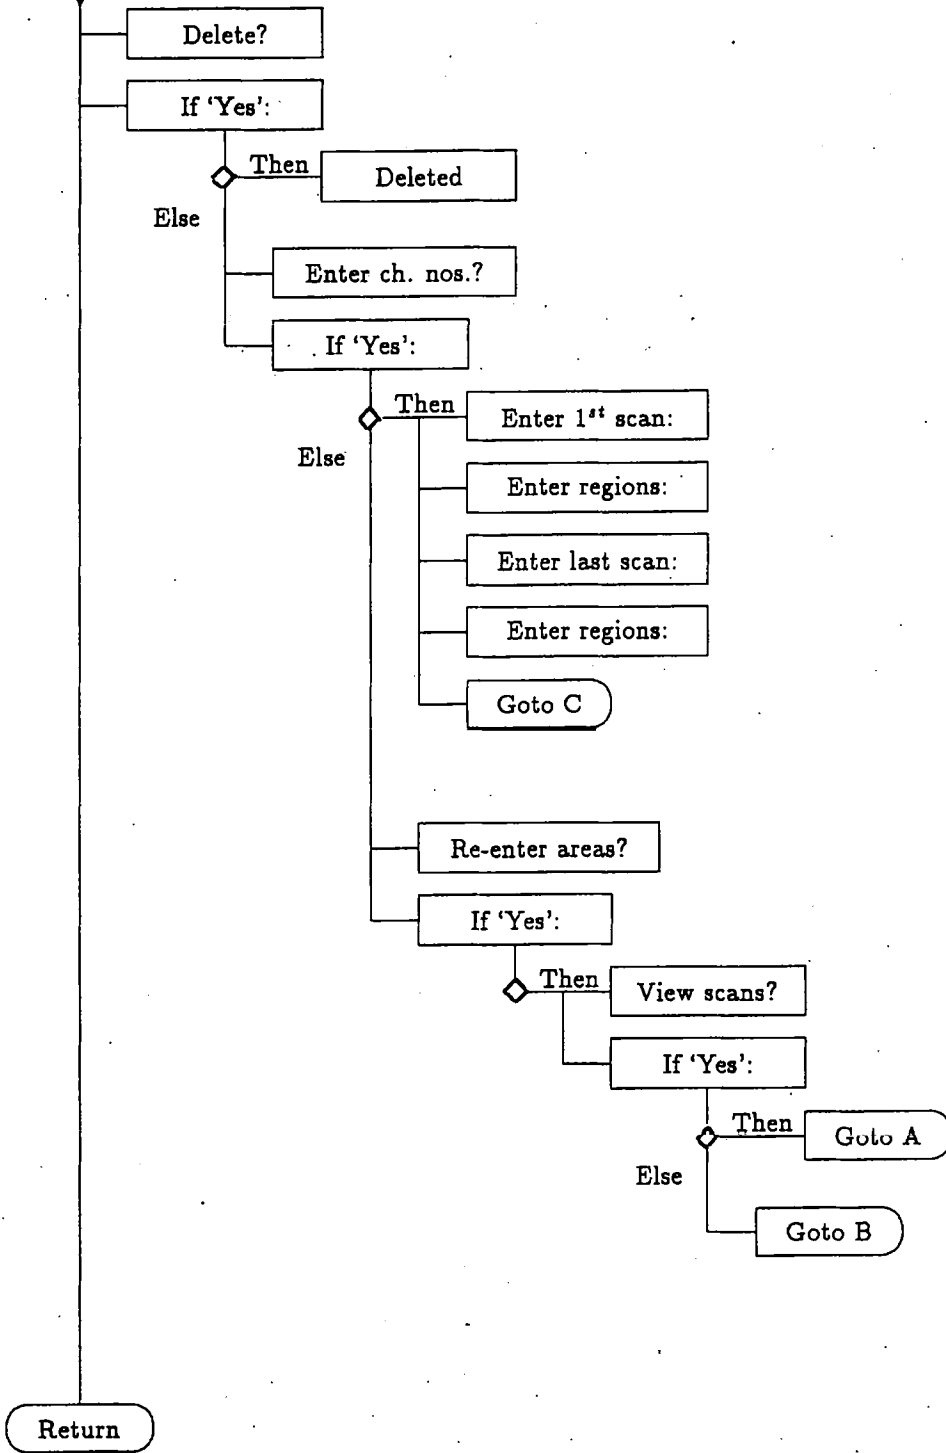 Delete?
If ‘Yes’:
Then
Deleted
Else
Enter ch. nos.?
If ‘Yes’:
Then
Enter 1st scan:
Else
Enter regions:
Enter last scan:
Enter regions:
Goto C
Re-enter areas?
If ‘Yes’:
Then
View scans?
If ‘Yes’:
Then
Goto A
Else
Goto B
Return